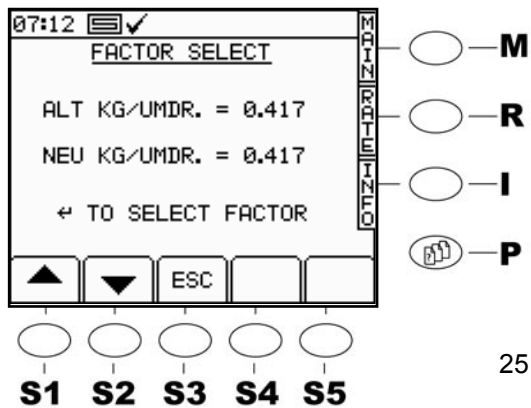 07:12
FACTOR SELECT
ALT KG/UMDR. = 0.417
NEU KG/UMDR. = 0.417
↵ TO SELECT FACTOR
ESC
MAIN
RATE
INFO
M
R
I
P
S1 S2 S3 S4 S5
25